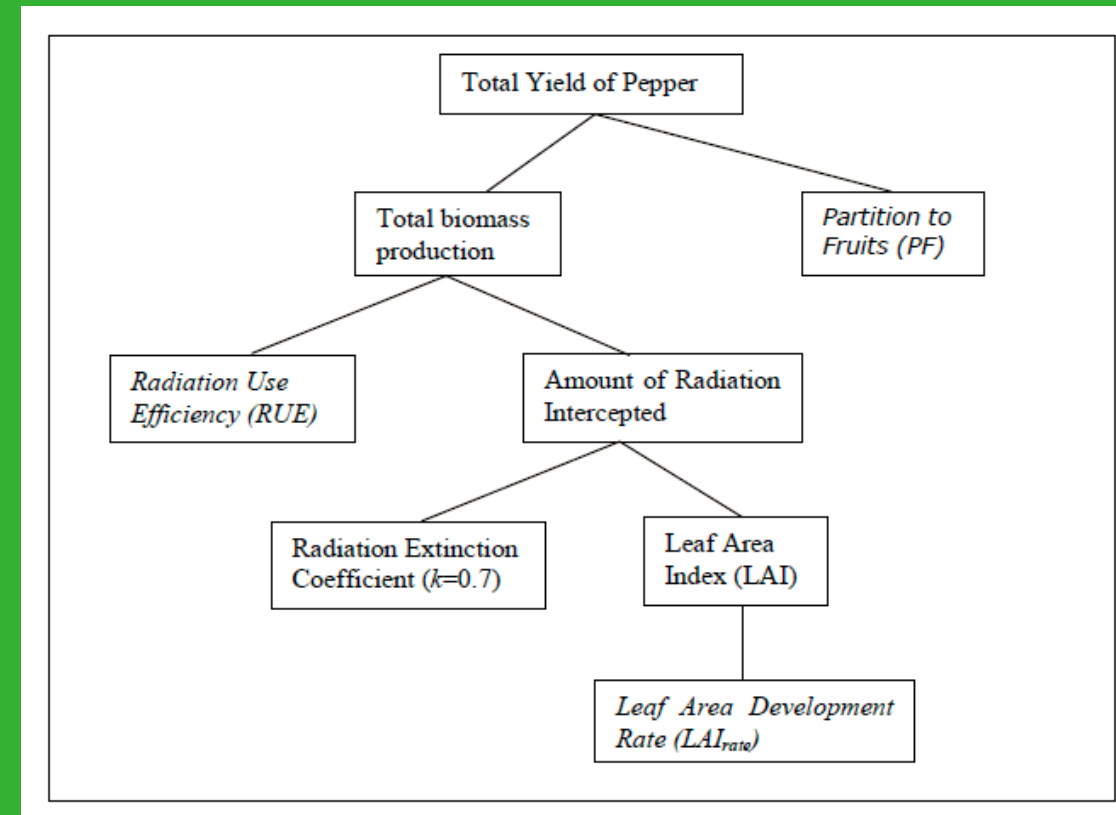 Total Yield of Pepper
Total biomass
production
Partition to
Fruits (PF)
Radiation Use
Efficiency (RUE)
Amount of Radiation
Intercepted
Radiation Extinction
Coefficient (k=0.7)
Leaf Area
Index (LAI)
Leaf Area Development
Rate (LAIrate)